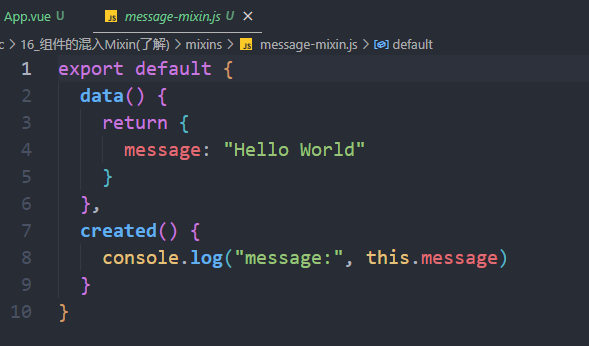 App.vue U JS message-mixin.js U ×
c > 16_组件的混入Mixin(了解) > mixins > JS message-mixin.js > default
1 export default {
2   data() {
3     return {
4       message: "Hello World"
5     }
6   },
7   created() {
8     console.log("message:", this.message)
9   }
10 }